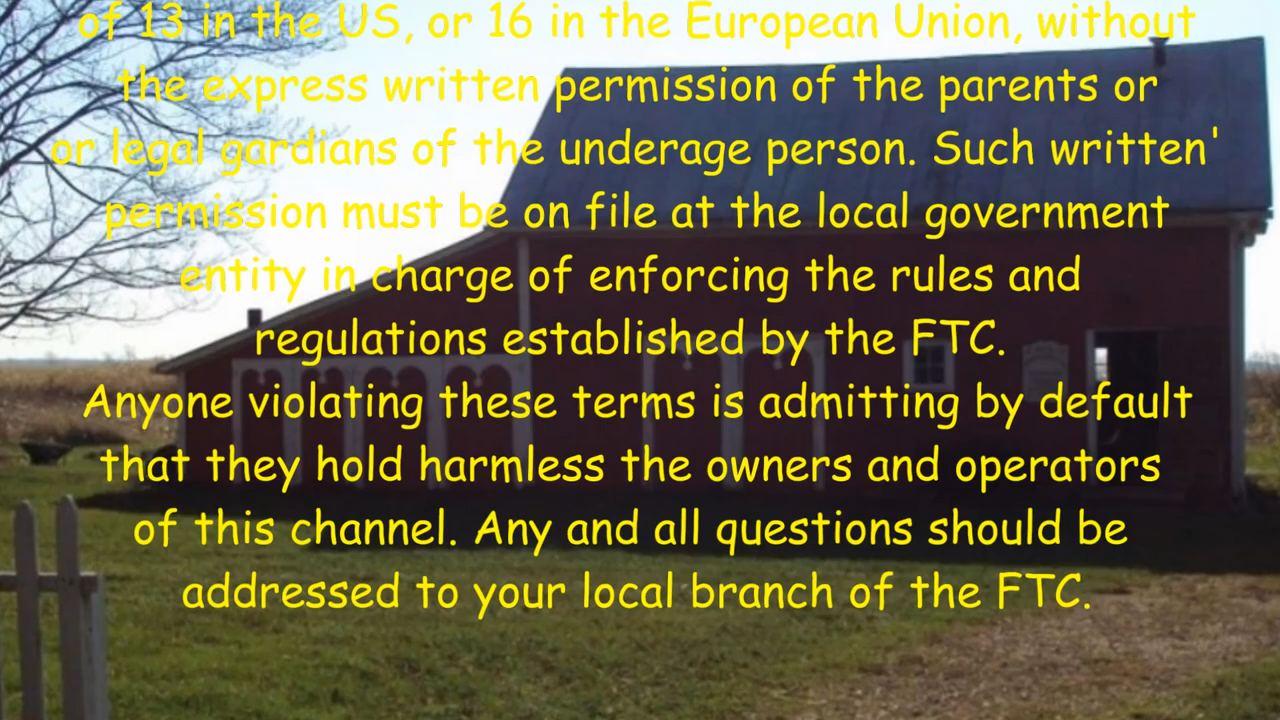 of 13 in the US, or 16 in the European Union, without
the express written permission of the parents or
or legal gardians of the underage person. Such written'
permission must be on file at the local government
entity in charge of enforcing the rules and
regulations established by the FTC.
Anyone violating these terms is admitting by default
that they hold harmless the owners and operators
of this channel. Any and all questions should be
addressed to your local branch of the FTC.